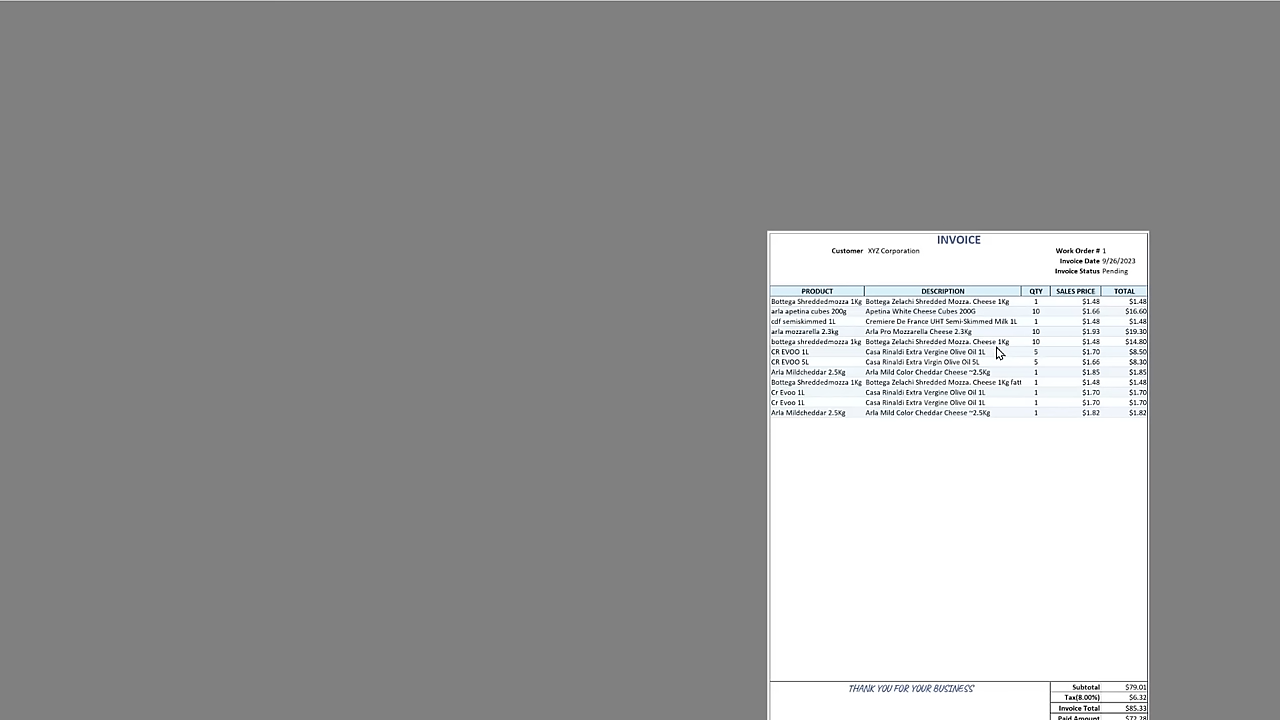 INVOICE
Customer XYZ Corporation Work Order # 1
Invoice Date 9/26/2023
Invoice Status Pending
PRODUCT DESCRIPTION QTY SALES PRICE TOTAL
Bottega Shreddedmozza 1Kg Bottega Zelachi Shredded Mozza. Cheese 1Kg 1 $1.48 $1.48
arla apetina cubes 200g Apetina White Cheese Cubes 200G 10 $1.66 $16.60
cdf semiskimmed 1L Cremiere De France UHT Semi-Skimmed Milk 1L 1 $1.48 $1.48
arla mozzarella 2.3kg Arla Pro Mozzarella Cheese 2.3Kg 10 $1.93 $19.30
bottega shreddedmozza 1kg Bottega Zelachi Shredded Mozza. Cheese 1Kg 10 $1.48 $14.80
CR EVOO 1L Casa Rinaldi Extra Vergine Olive Oil 1L 5 $1.70 $8.50
CR EVOO 5L Casa Rinaldi Extra Virgin Olive Oil 5L 5 $1.66 $8.30
Arla Mildcheddar 2.5Kg Arla Mild Color Cheddar Cheese ~2.5Kg 1 $1.85 $1.85
Bottega Shreddedmozza 1Kg Bottega Zelachi Shredded Mozza. Cheese 1Kg fatt 1 $1.48 $1.48
Cr Evoo 1L Casa Rinaldi Extra Vergine Olive Oil 1L 1 $1.70 $1.70
Cr Evoo 1L Casa Rinaldi Extra Vergine Olive Oil 1L 1 $1.70 $1.70
Arla Mildcheddar 2.5Kg Arla Mild Color Cheddar Cheese ~2.5Kg 1 $1.82 $1.82
THANK YOU FOR YOUR BUSINESS Subtotal $79.01
Tax(8.00%) $6.32
Invoice Total $85.33
Paid Amount $72.28